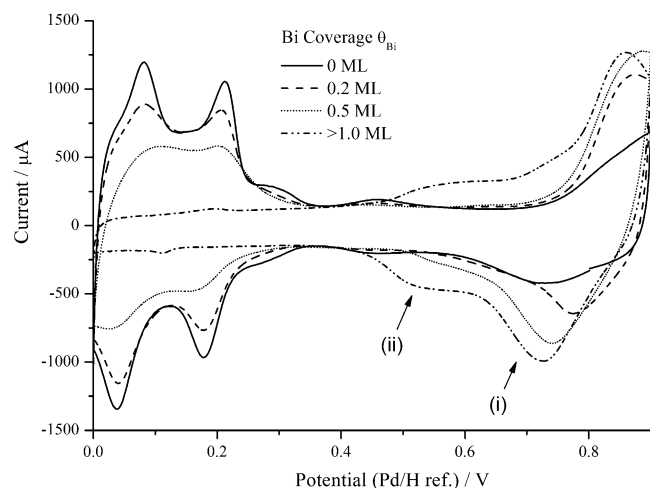 1500
1000
500
0
-500
-1000
-1500
Current / μA
Bi Coverage θBi
0 ML
0.2 ML
0.5 ML
>1.0 ML
(ii)
(i)
0.0
0.2
0.4
0.6
0.8
Potential (Pd/H ref.) / V